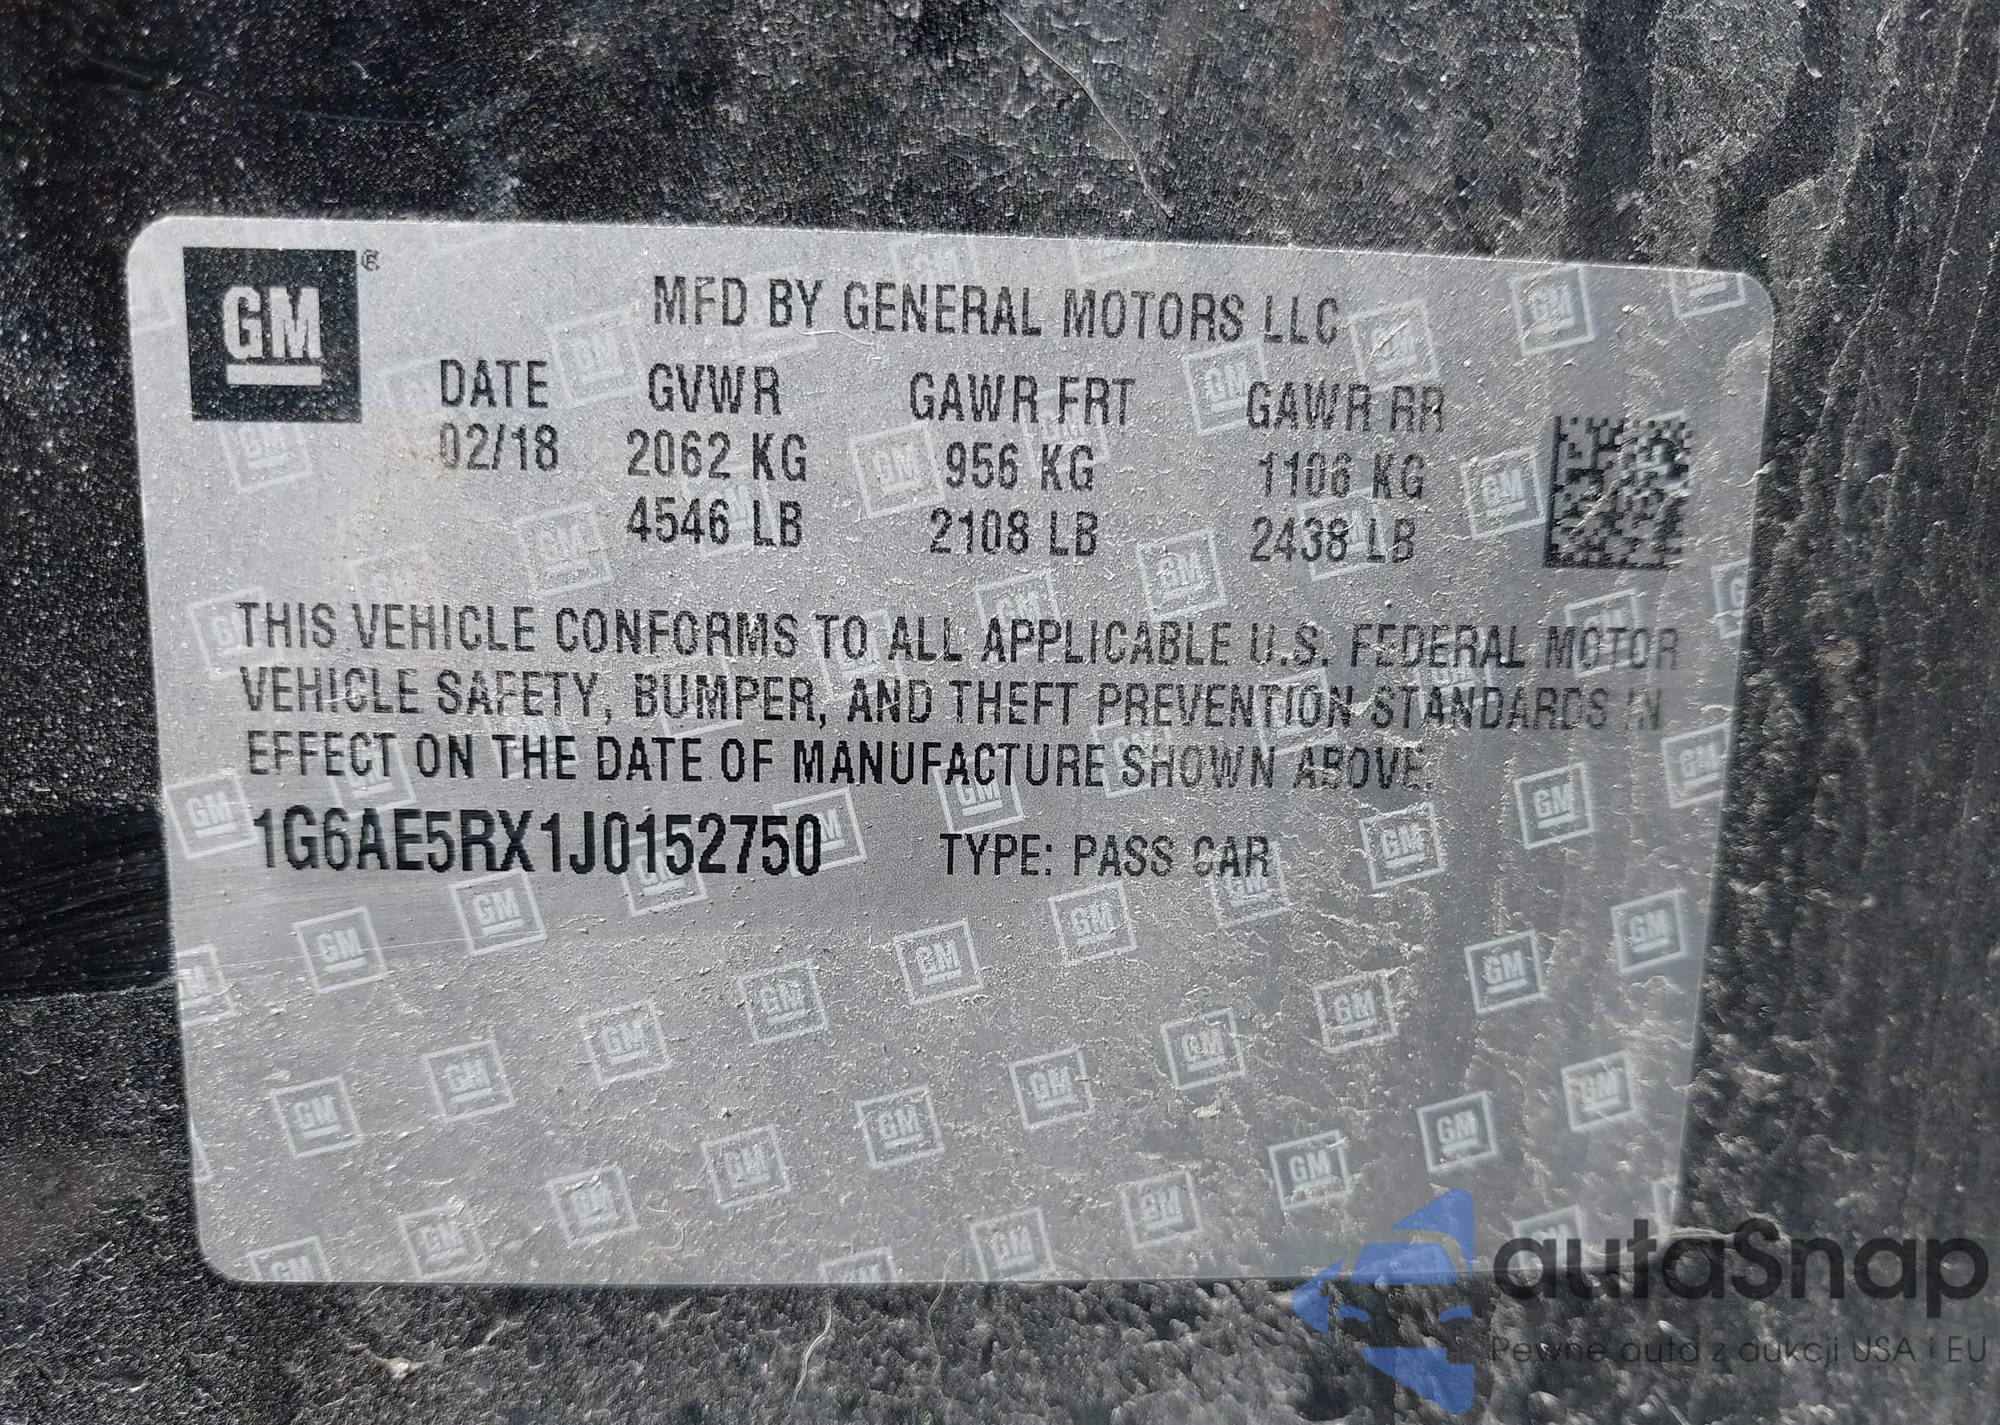 GM®
MFD BY GENERAL MOTORS LLC
DATE GVWR GAWR FRT GAWR RR
02/18 2062 KG 956 KG 1106 KG
4546 LB 2108 LB 2438 LB
THIS VEHICLE CONFORMS TO ALL APPLICABLE U.S. FEDERAL MOTOR
VEHICLE SAFETY, BUMPER, AND THEFT PREVENTION STANDARDS IN
EFFECT ON THE DATE OF MANUFACTURE SHOWN ABOVE.
1G6AE5RX1J0152750 TYPE: PASS CAR
autaSnap
Pewne auta z aukcji USA i EU